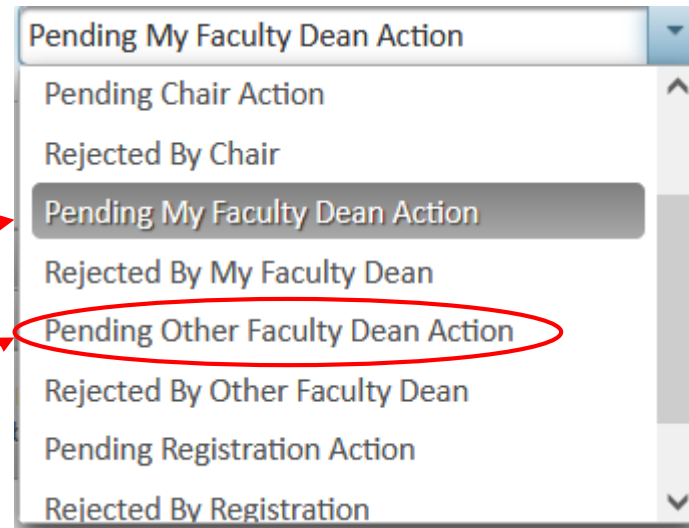 Pending My Faculty Dean Action
Pending Chair Action
Rejected By Chair
Pending My Faculty Dean Action
Rejected By My Faculty Dean
Pending Other Faculty Dean Action
Rejected By Other Faculty Dean
Pending Registration Action
Rejected By Registration